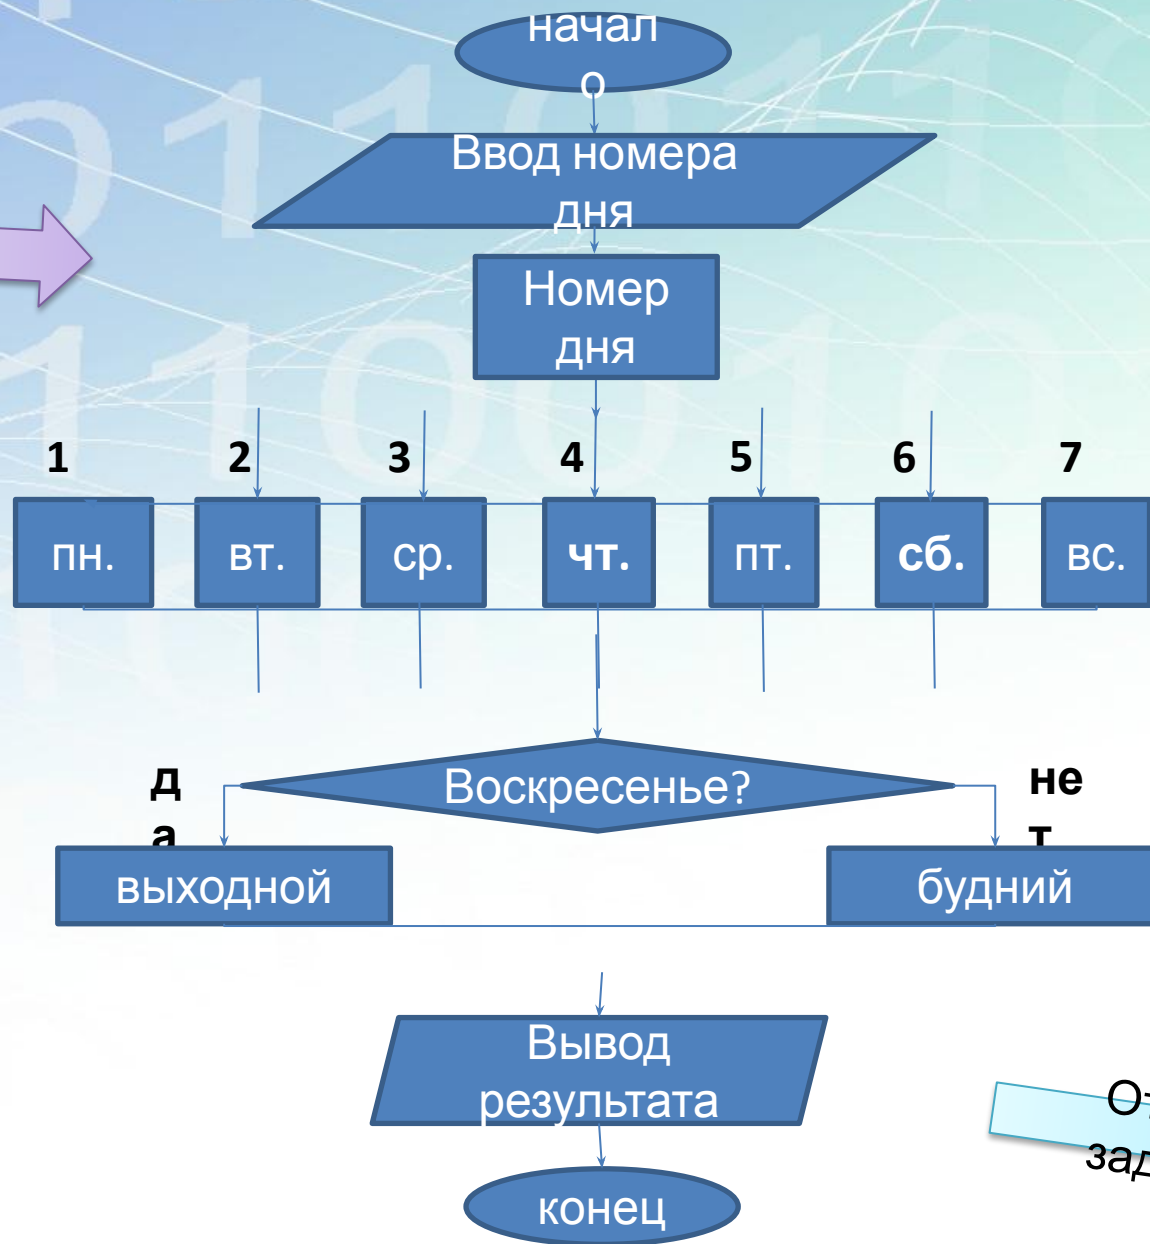 начал
о
Ввод номера
дня
Номер
дня
1 2 3 4 5 6 7
пн. вт. ср. чт. пт. сб. вс.
Воскресенье?
д
а
не
т
выходной будний
Вывод
результата
конец